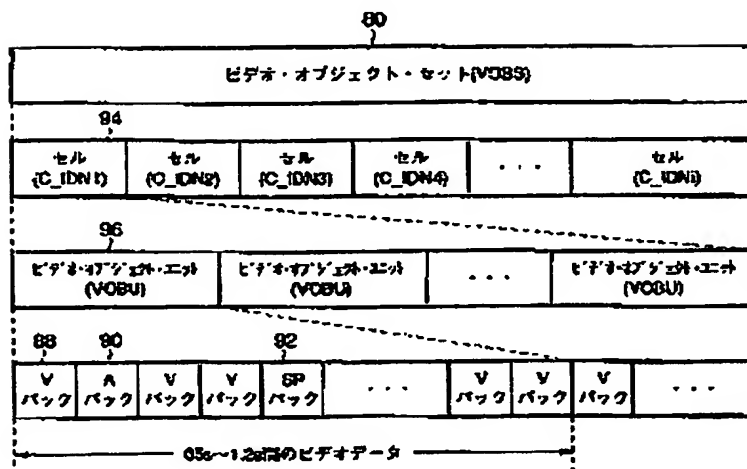 80
ビデオ・オブジェクト・セット(VOBS)
94
セル セル セル セル ・・・ セル
(C_IDN1) (C_IDN2) (C_IDN3) (C_IDN4) (C_IDNi)
96
ビデオ・オブジェクト・ユニット ビデオ・オブジェクト・ユニット ・・・ ビデオ・オブジェクト・ユニット
(VOBU) (VOBU) (VOBU)
88 90 92
V A V V SP ・・・ V V V ・・・
パック パック パック パック パック パック パック パック
のビデオデータ